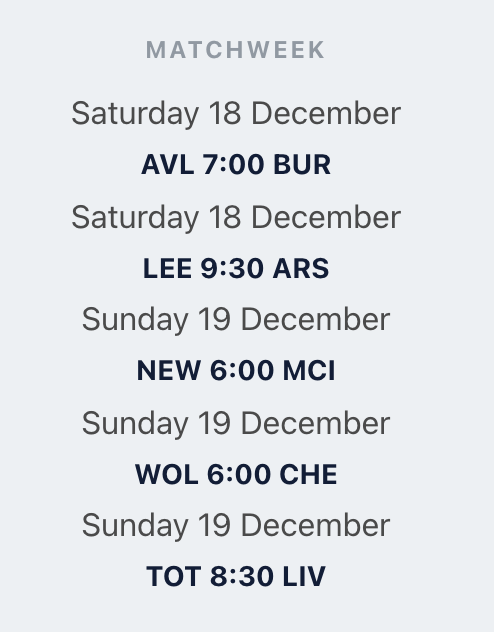 MATCHWEEK
Saturday 18 December
AVL 7:00 BUR
Saturday 18 December
LEE 9:30 ARS
Sunday 19 December
NEW 6:00 MCI
Sunday 19 December
WOL 6:00 CHE
Sunday 19 December
TOT 8:30 LIV